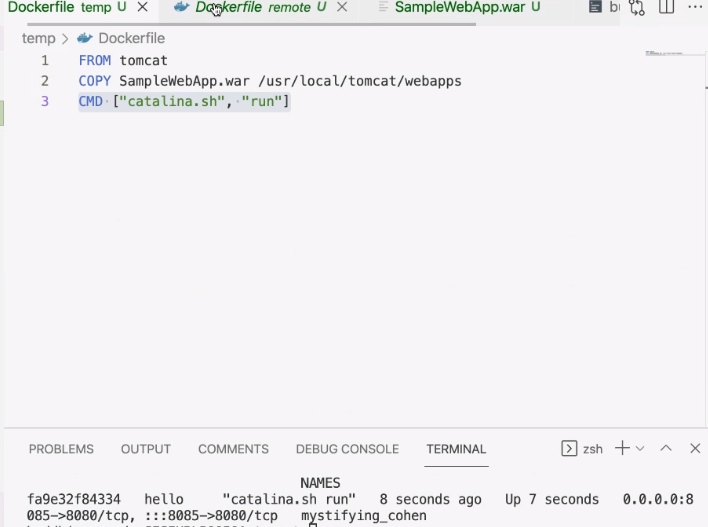 Dockerfile temp U
Dockerfile remote U
SampleWebApp.war U
temp > Dockerfile
1 FROM tomcat
2 COPY SampleWebApp.war /usr/local/tomcat/webapps
3 CMD ["catalina.sh", "run"]
PROBLEMS OUTPUT COMMENTS DEBUG CONSOLE TERMINAL zsh
NAMES
fa9e32f84334 hello "catalina.sh run" 8 seconds ago Up 7 seconds 0.0.0.0:8
085->8080/tcp, :::8085->8080/tcp mystifying_cohen